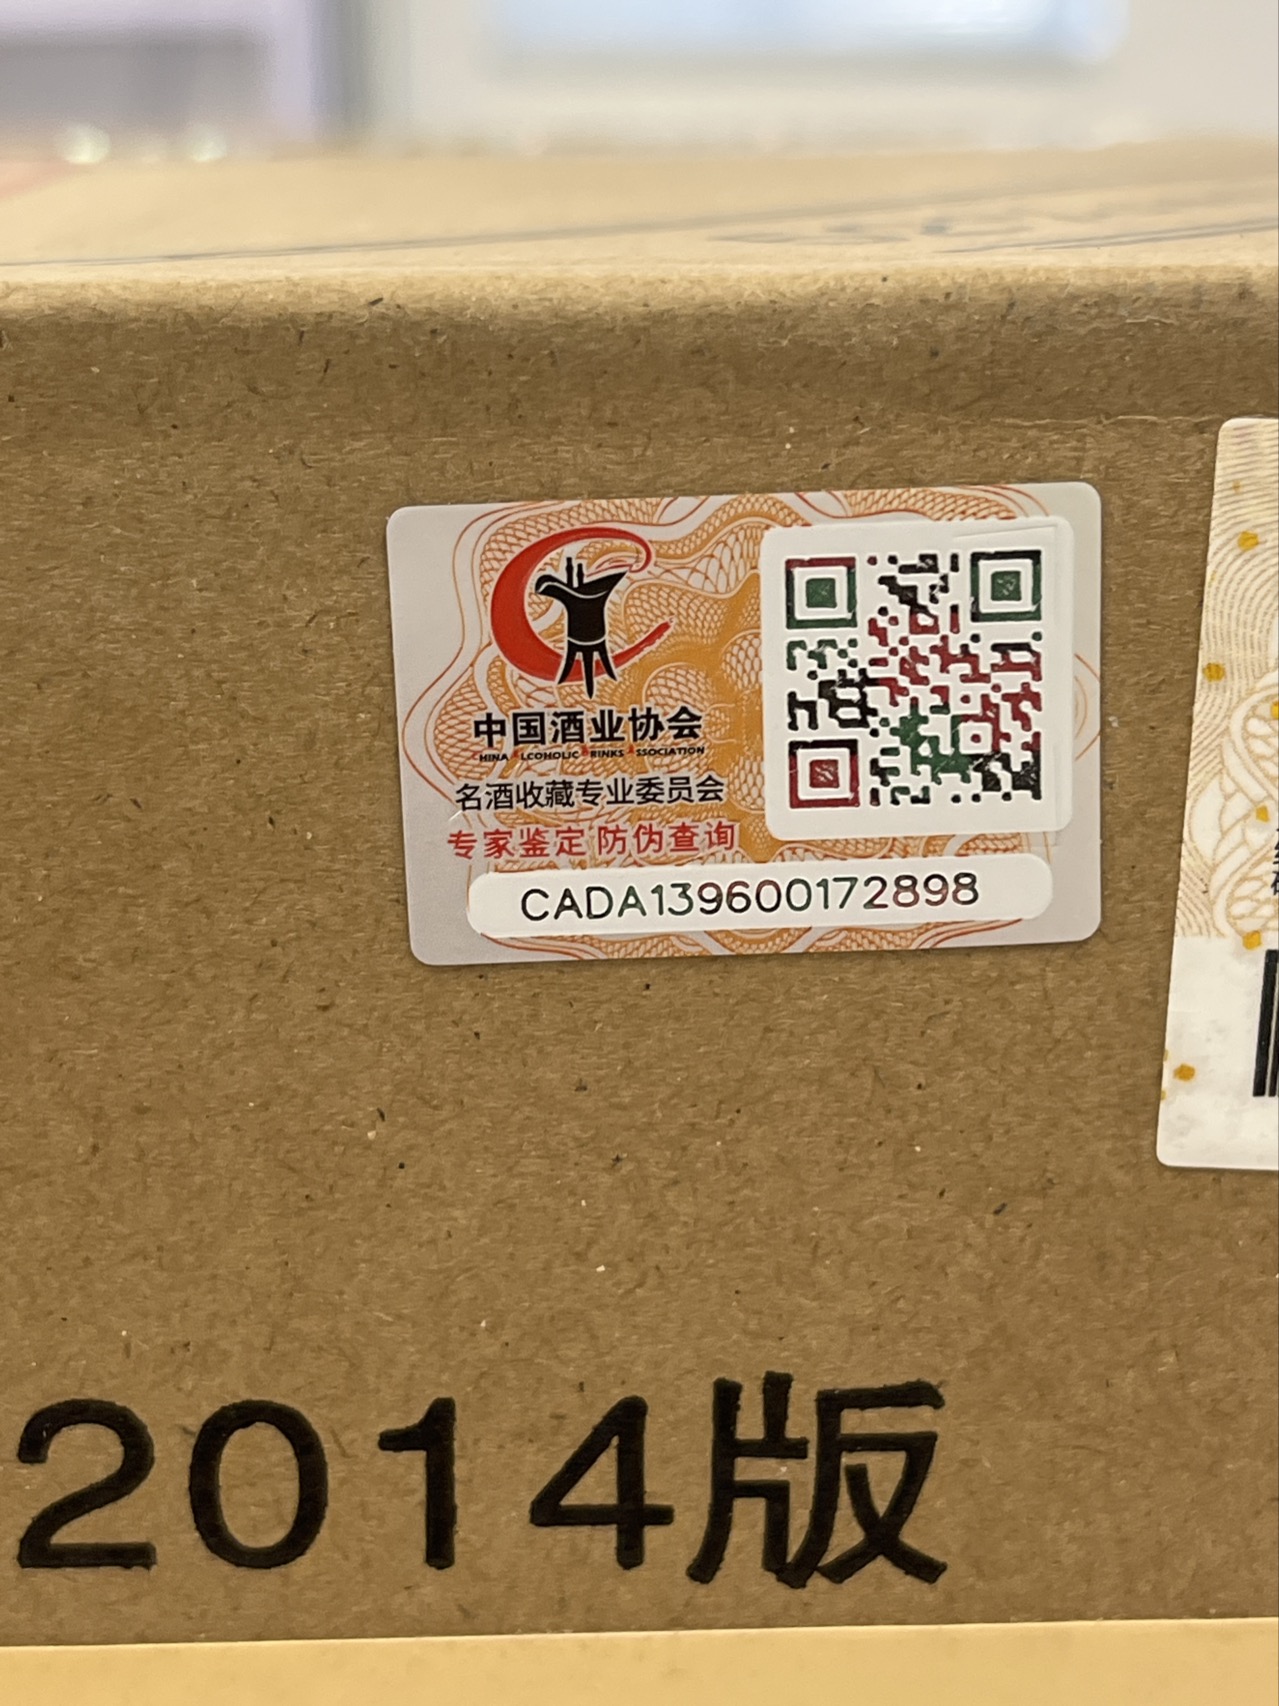 中国酒业协会
CHINA ALCOHOLIC DRINKS ASSOCIATION
名酒收藏专业委员会
专家鉴定 防伪查询
CADA139600172898
2014版